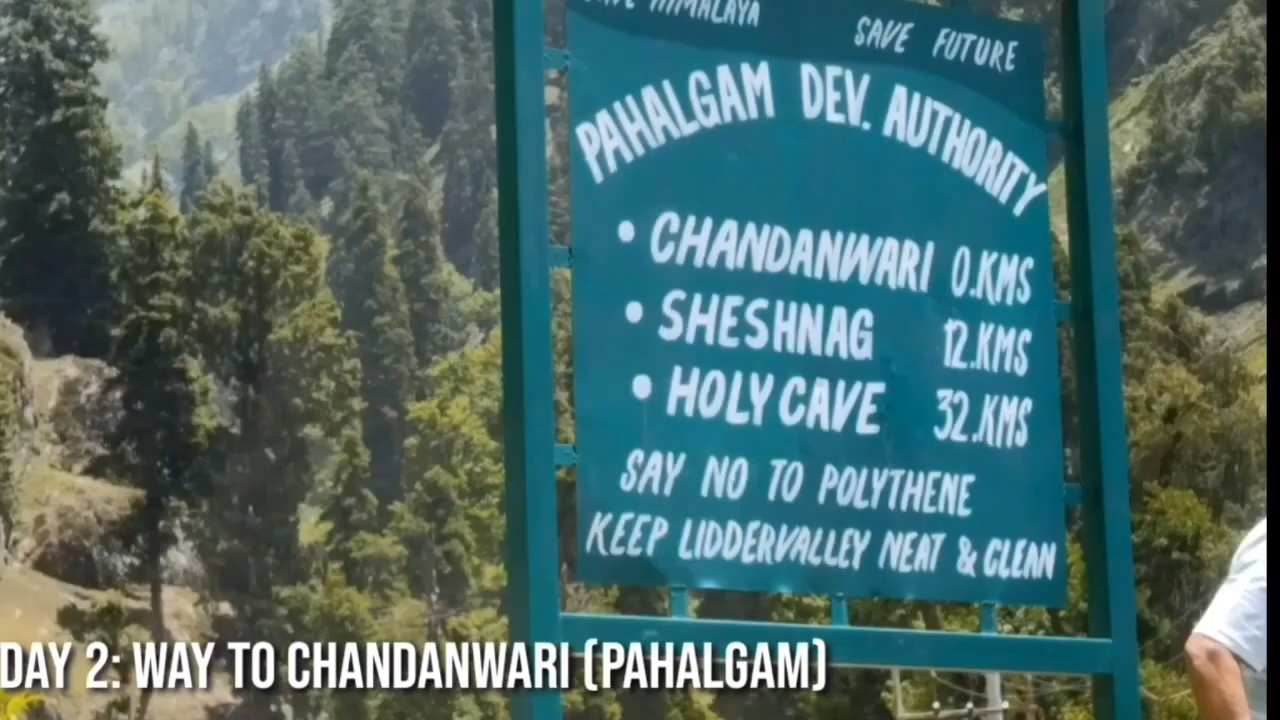 HIMALAYA SAVE FUTURE
PAHALGAM DEV. AUTHORITY
• CHANDANWARI 0.KMS
• SHESHNAG 12.KMS
• HOLY CAVE 32.KMS
SAY NO TO POLYTHENE
KEEP LIDDERVALLEY NEAT & CLEAN
DAY 2: WAY TO CHANDANWARI (PAHALGAM)